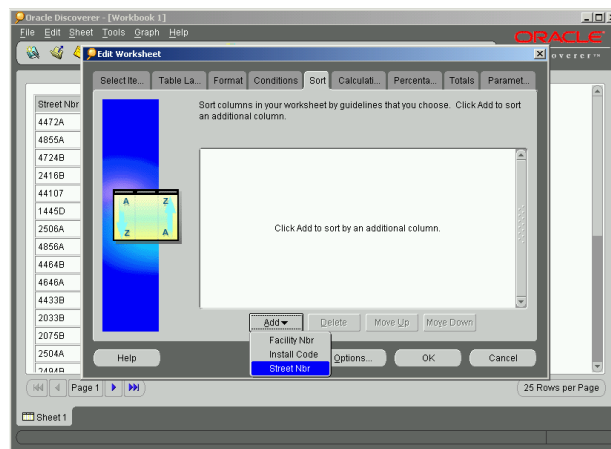 Oracle Discoverer - [Workbook 1]
File Edit Sheet Tools Graph Help
ORACLE
overer™
Edit Worksheet
Select Ite... Table La... Format Conditions Sort Calculati... Percenta... Totals Paramet...
Sort columns in your worksheet by guidelines that you choose. Click Add to sort
an additional column.
Street Nbr
4472A
4855A
4724B
2416B
44107
1445D
2506A
4856A
4464B
4646A
4433B
2033B
2075B
2504A
2494B
A Z
Z A
Click Add to sort by an additional column.
Add Delete Move Up Move Down
Facility Nbr
Install Code
Street Nbr
Help Options... OK Cancel
Page 1
25 Rows per Page
Sheet 1